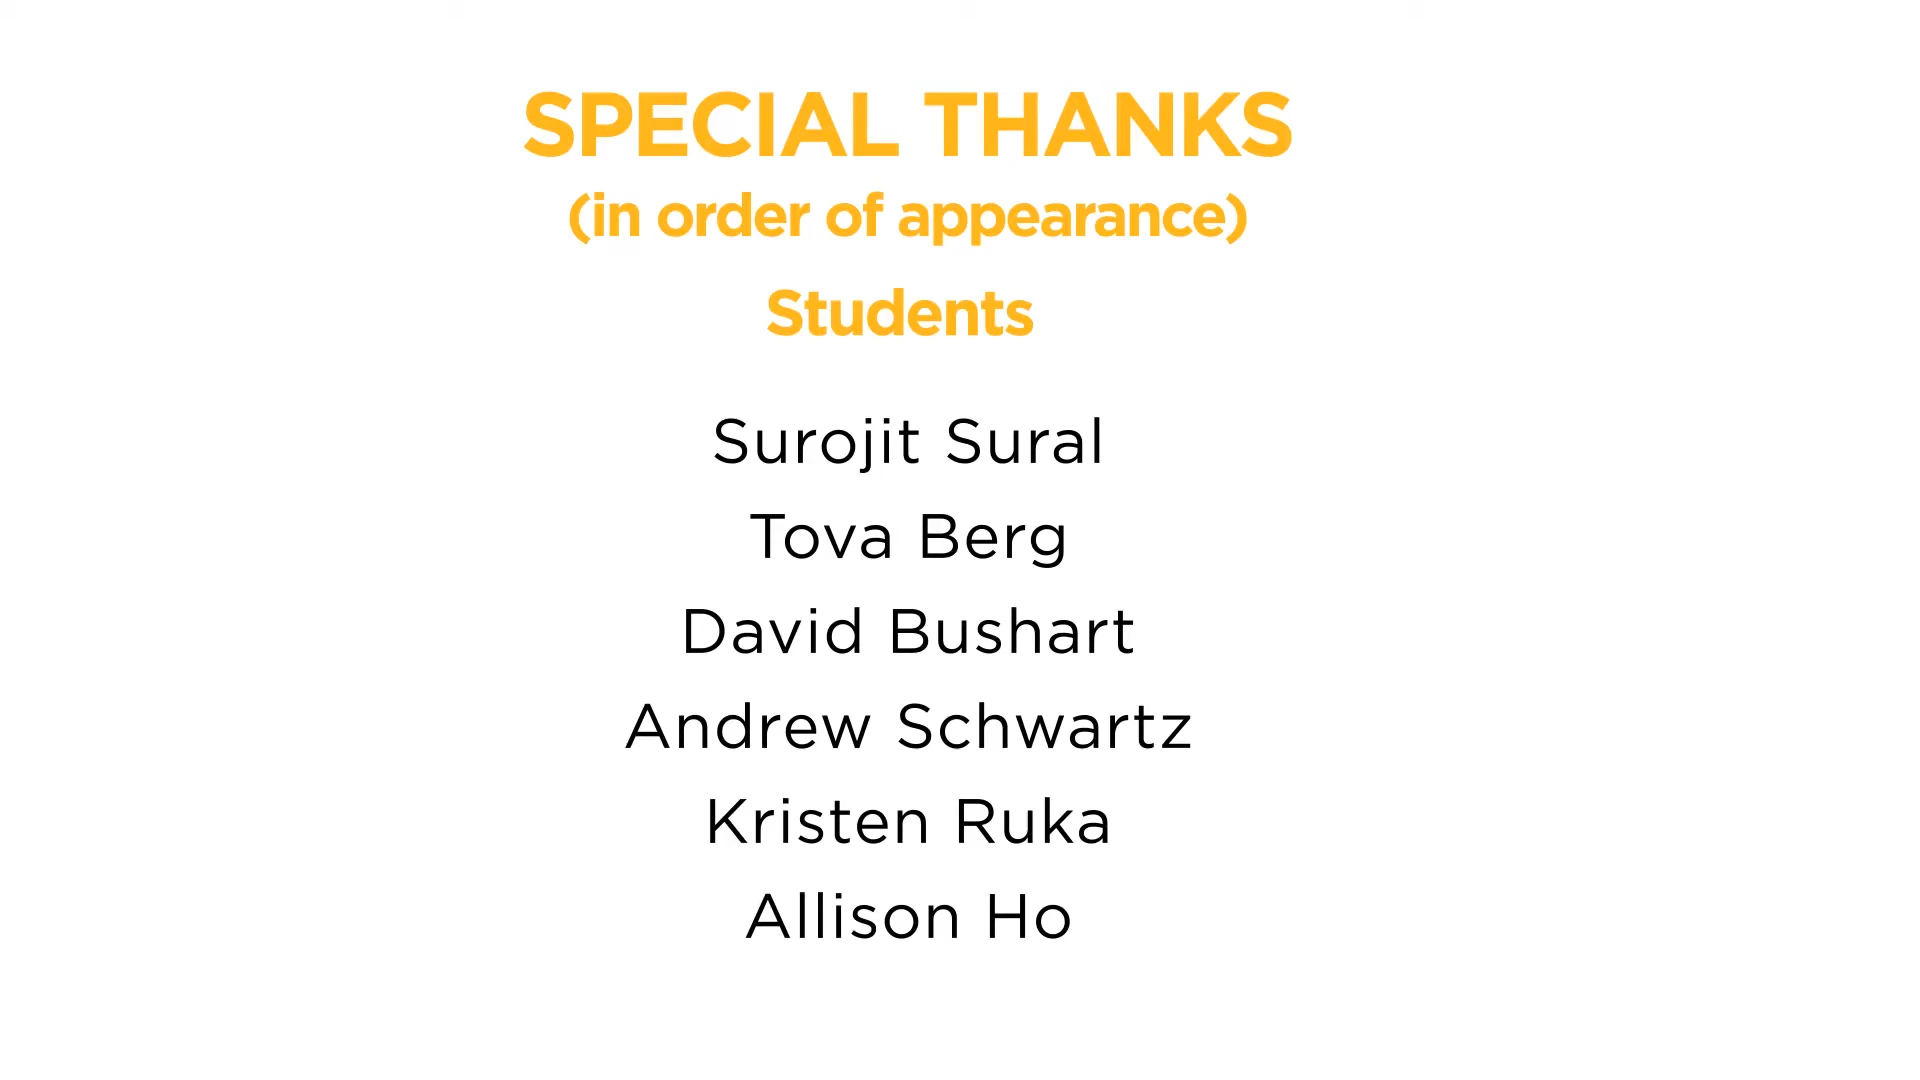 SPECIAL THANKS
(in order of appearance)
Students
Surojit Sural
Tova Berg
David Bushart
Andrew Schwartz
Kristen Ruka
Allison Ho